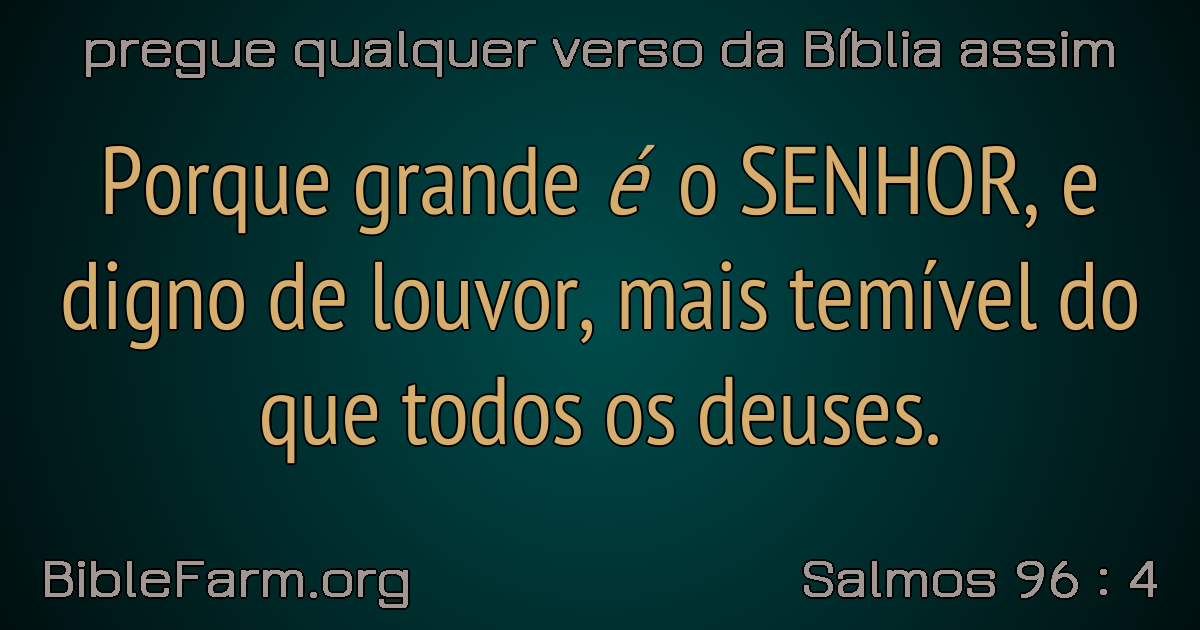 pregue qualquer verso da Bíblia assim
Porque grande é o SENHOR, e
digno de louvor, mais temível do
que todos os deuses.
BibleFarm.org
Salmos 96 : 4